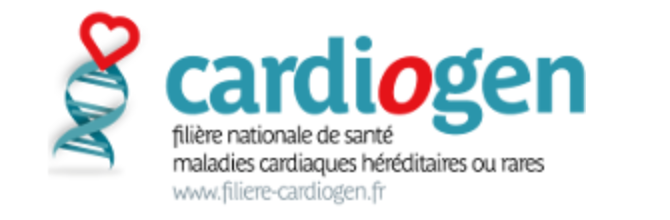 cardiogen
filière nationale de santé
maladies cardiaques héréditaires ou rares
www.filiere-cardiogen.fr